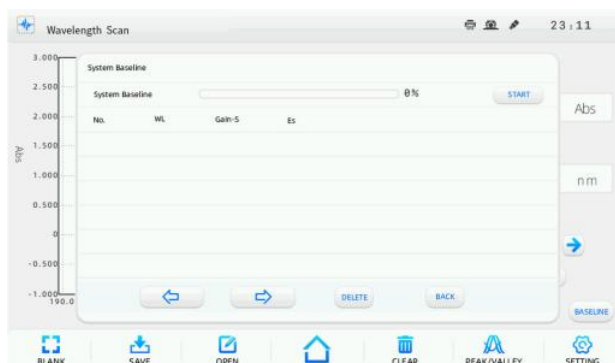 Wavelength Scan 23:11
3.000
System Baseline
2.500
System Baseline 0% START
Abs
2.000
No. WL Gain-S Es
1.500
Abs
1.000
nm
0.500
0
-0.500
-1.000
190.0
DELETE BACK
BASELINE
BLANK SAVE OPEN CLEAR PEAK/VALLEY SETTING